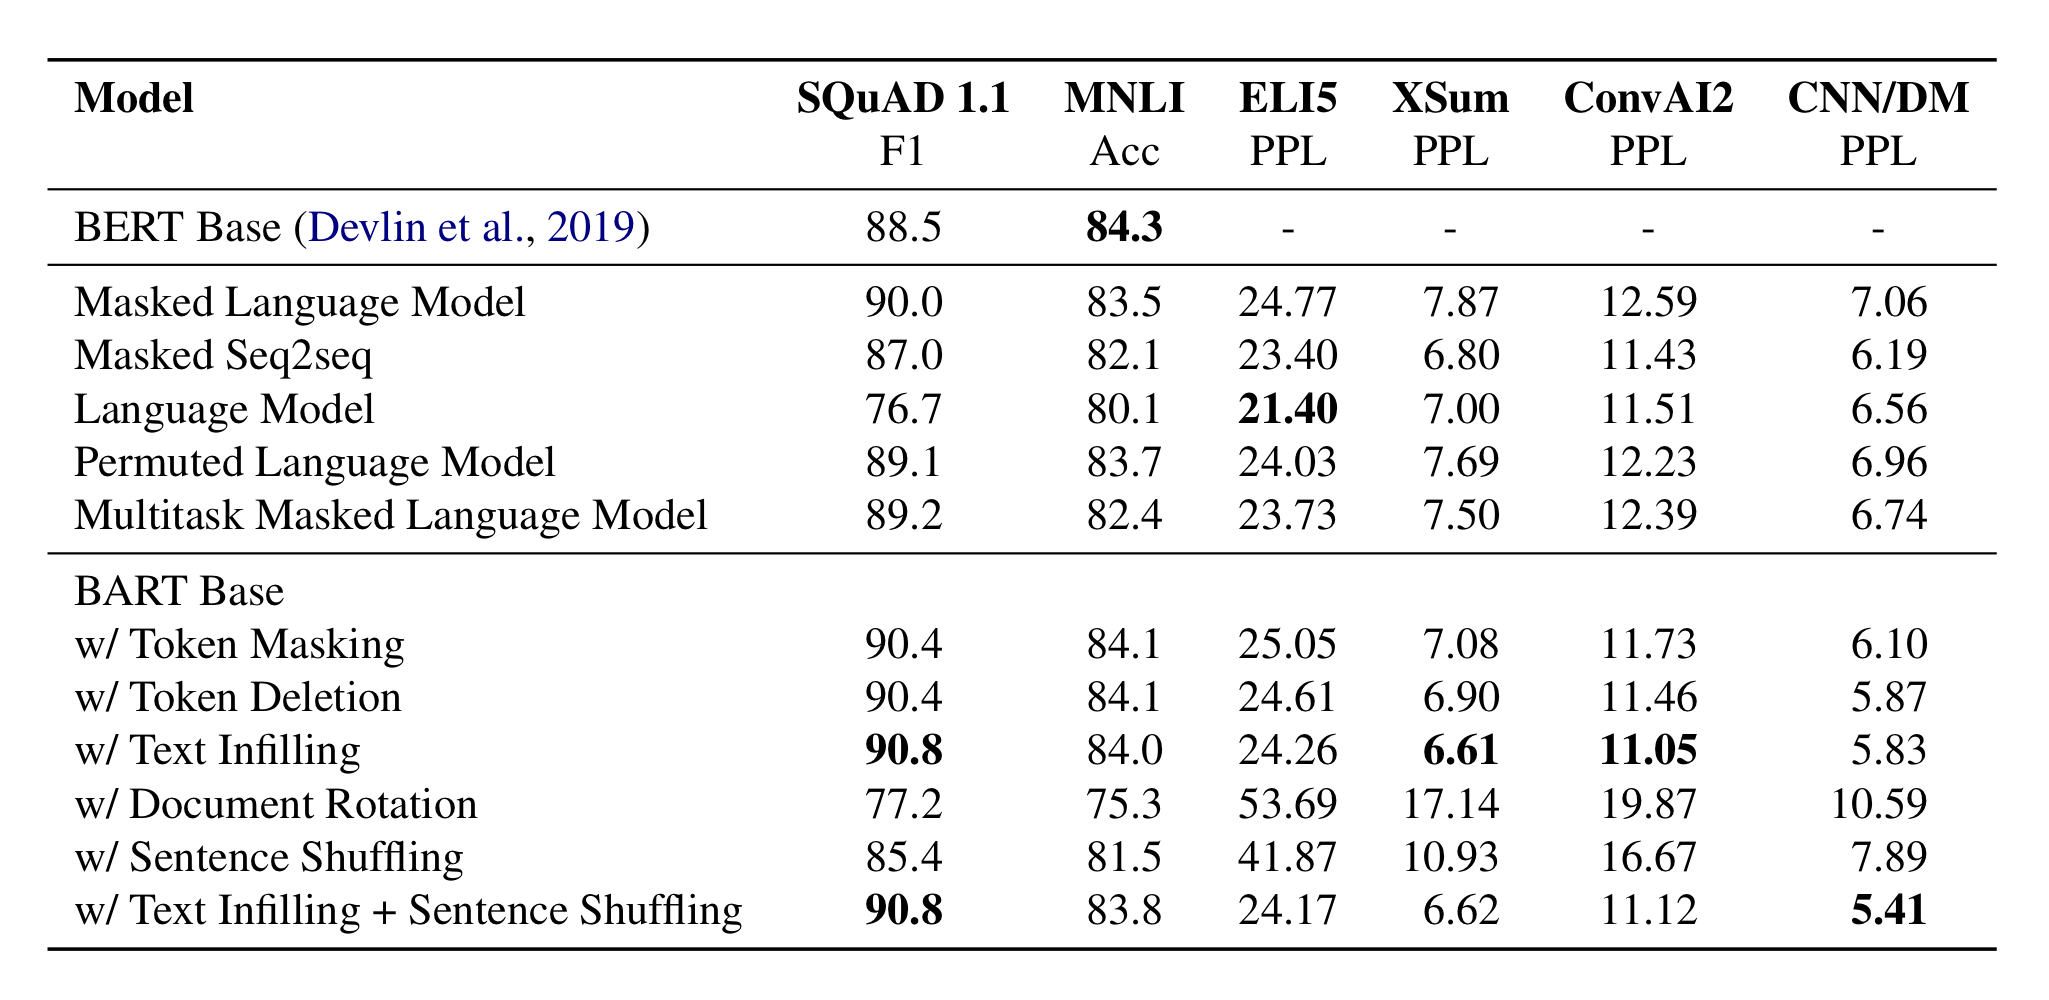 Model SQuAD 1.1 MNLI ELI5 XSum ConvAI2 CNN/DM
F1 Acc PPL PPL PPL PPL
BERT Base (Devlin et al., 2019) 88.5 84.3 - - - -
Masked Language Model 90.0 83.5 24.77 7.87 12.59 7.06
Masked Seq2seq 87.0 82.1 23.40 6.80 11.43 6.19
Language Model 76.7 80.1 21.40 7.00 11.51 6.56
Permuted Language Model 89.1 83.7 24.03 7.69 12.23 6.96
Multitask Masked Language Model 89.2 82.4 23.73 7.50 12.39 6.74
BART Base
w/ Token Masking 90.4 84.1 25.05 7.08 11.73 6.10
w/ Token Deletion 90.4 84.1 24.61 6.90 11.46 5.87
w/ Text Infilling 90.8 84.0 24.26 6.61 11.05 5.83
w/ Document Rotation 77.2 75.3 53.69 17.14 19.87 10.59
w/ Sentence Shuffling 85.4 81.5 41.87 10.93 16.67 7.89
w/ Text Infilling + Sentence Shuffling 90.8 83.8 24.17 6.62 11.12 5.41